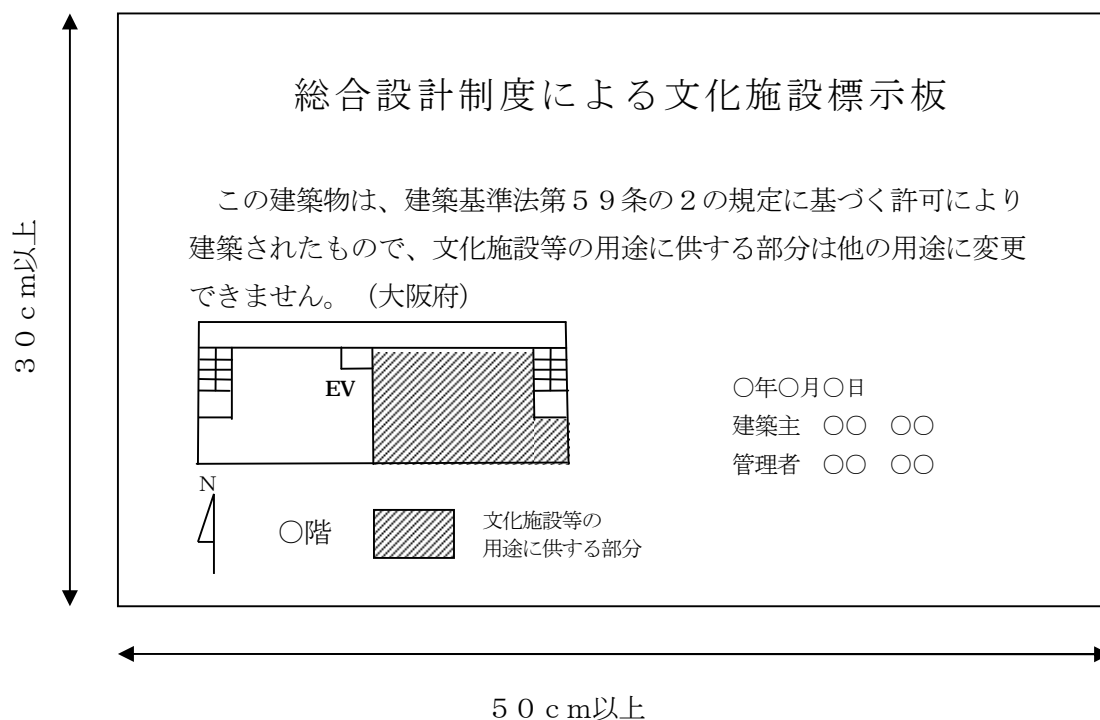 総合設計制度による文化施設標示板
この建築物は、建築基準法第５９条の２の規定に基づく許可により
建築されたもので、文化施設等の用途に供する部分は他の用途に変更
できません。（大阪府）
EV
○年○月○日
建築主　○○　○○
管理者　○○　○○
N
○階
文化施設等の
用途に供する部分
３０ｃｍ以上
５０ｃｍ以上